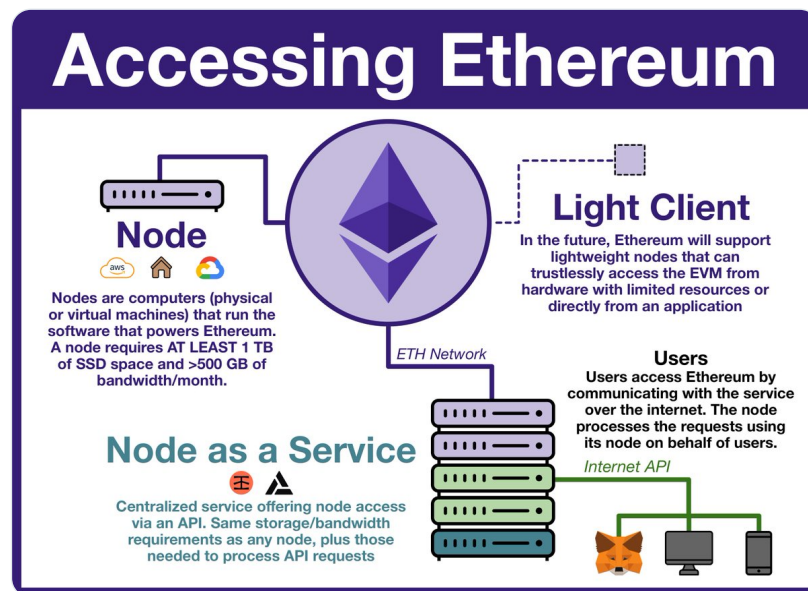 Accessing Ethereum
Node
aws
Nodes are computers (physical
or virtual machines) that run the
software that powers Ethereum.
A node requires AT LEAST 1 TB
of SSD space and >500 GB of
bandwidth/month.
Light Client
In the future, Ethereum will support
lightweight nodes that can
trustlessly access the EVM from
hardware with limited resources or
directly from an application
ETH Network
Users
Users access Ethereum by
communicating with the service
over the internet. The node
processes the requests using
its node on behalf of users.
Internet API
Node as a Service
Centralized service offering node access
via an API. Same storage/bandwidth
requirements as any node, plus those
needed to process API requests